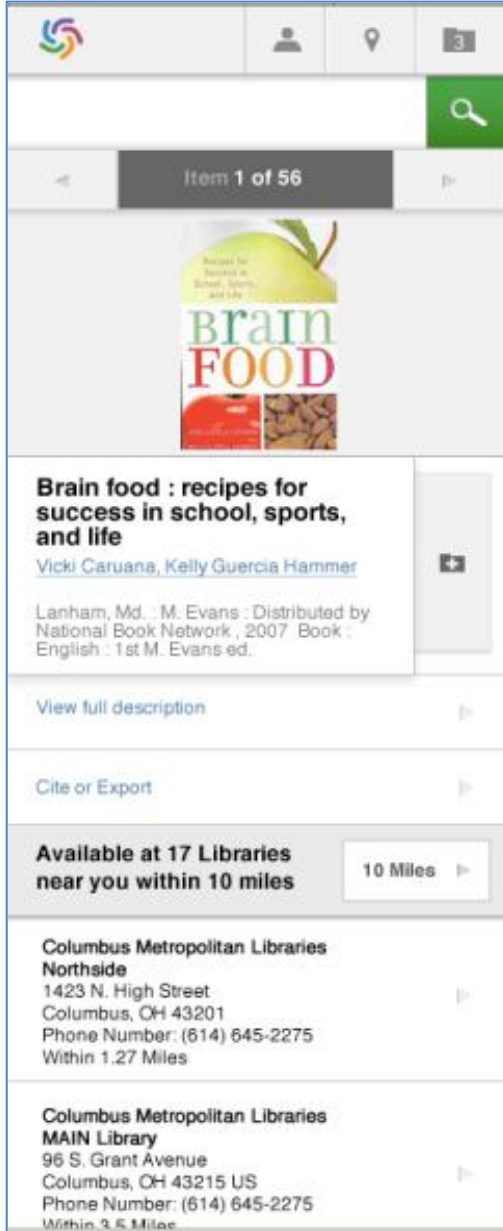 3
Item 1 of 56
Recipes for
Success in
School, Sports,
and Life
Brain
FOOD
Brain food : recipes for
success in school, sports,
and life
Vicki Caruana, Kelly Guercia Hammer
Lanham, Md. : M. Evans : Distributed by
National Book Network , 2007 Book :
English : 1st M. Evans ed.
View full description
Cite or Export
Available at 17 Libraries
near you within 10 miles
10 Miles
Columbus Metropolitan Libraries
Northside
1423 N. High Street
Columbus, OH 43201
Phone Number: (614) 645-2275
Within 1.27 Miles
Columbus Metropolitan Libraries
MAIN Library
96 S. Grant Avenue
Columbus, OH 43215 US
Phone Number: (614) 645-2275
Within 3.5 Miles